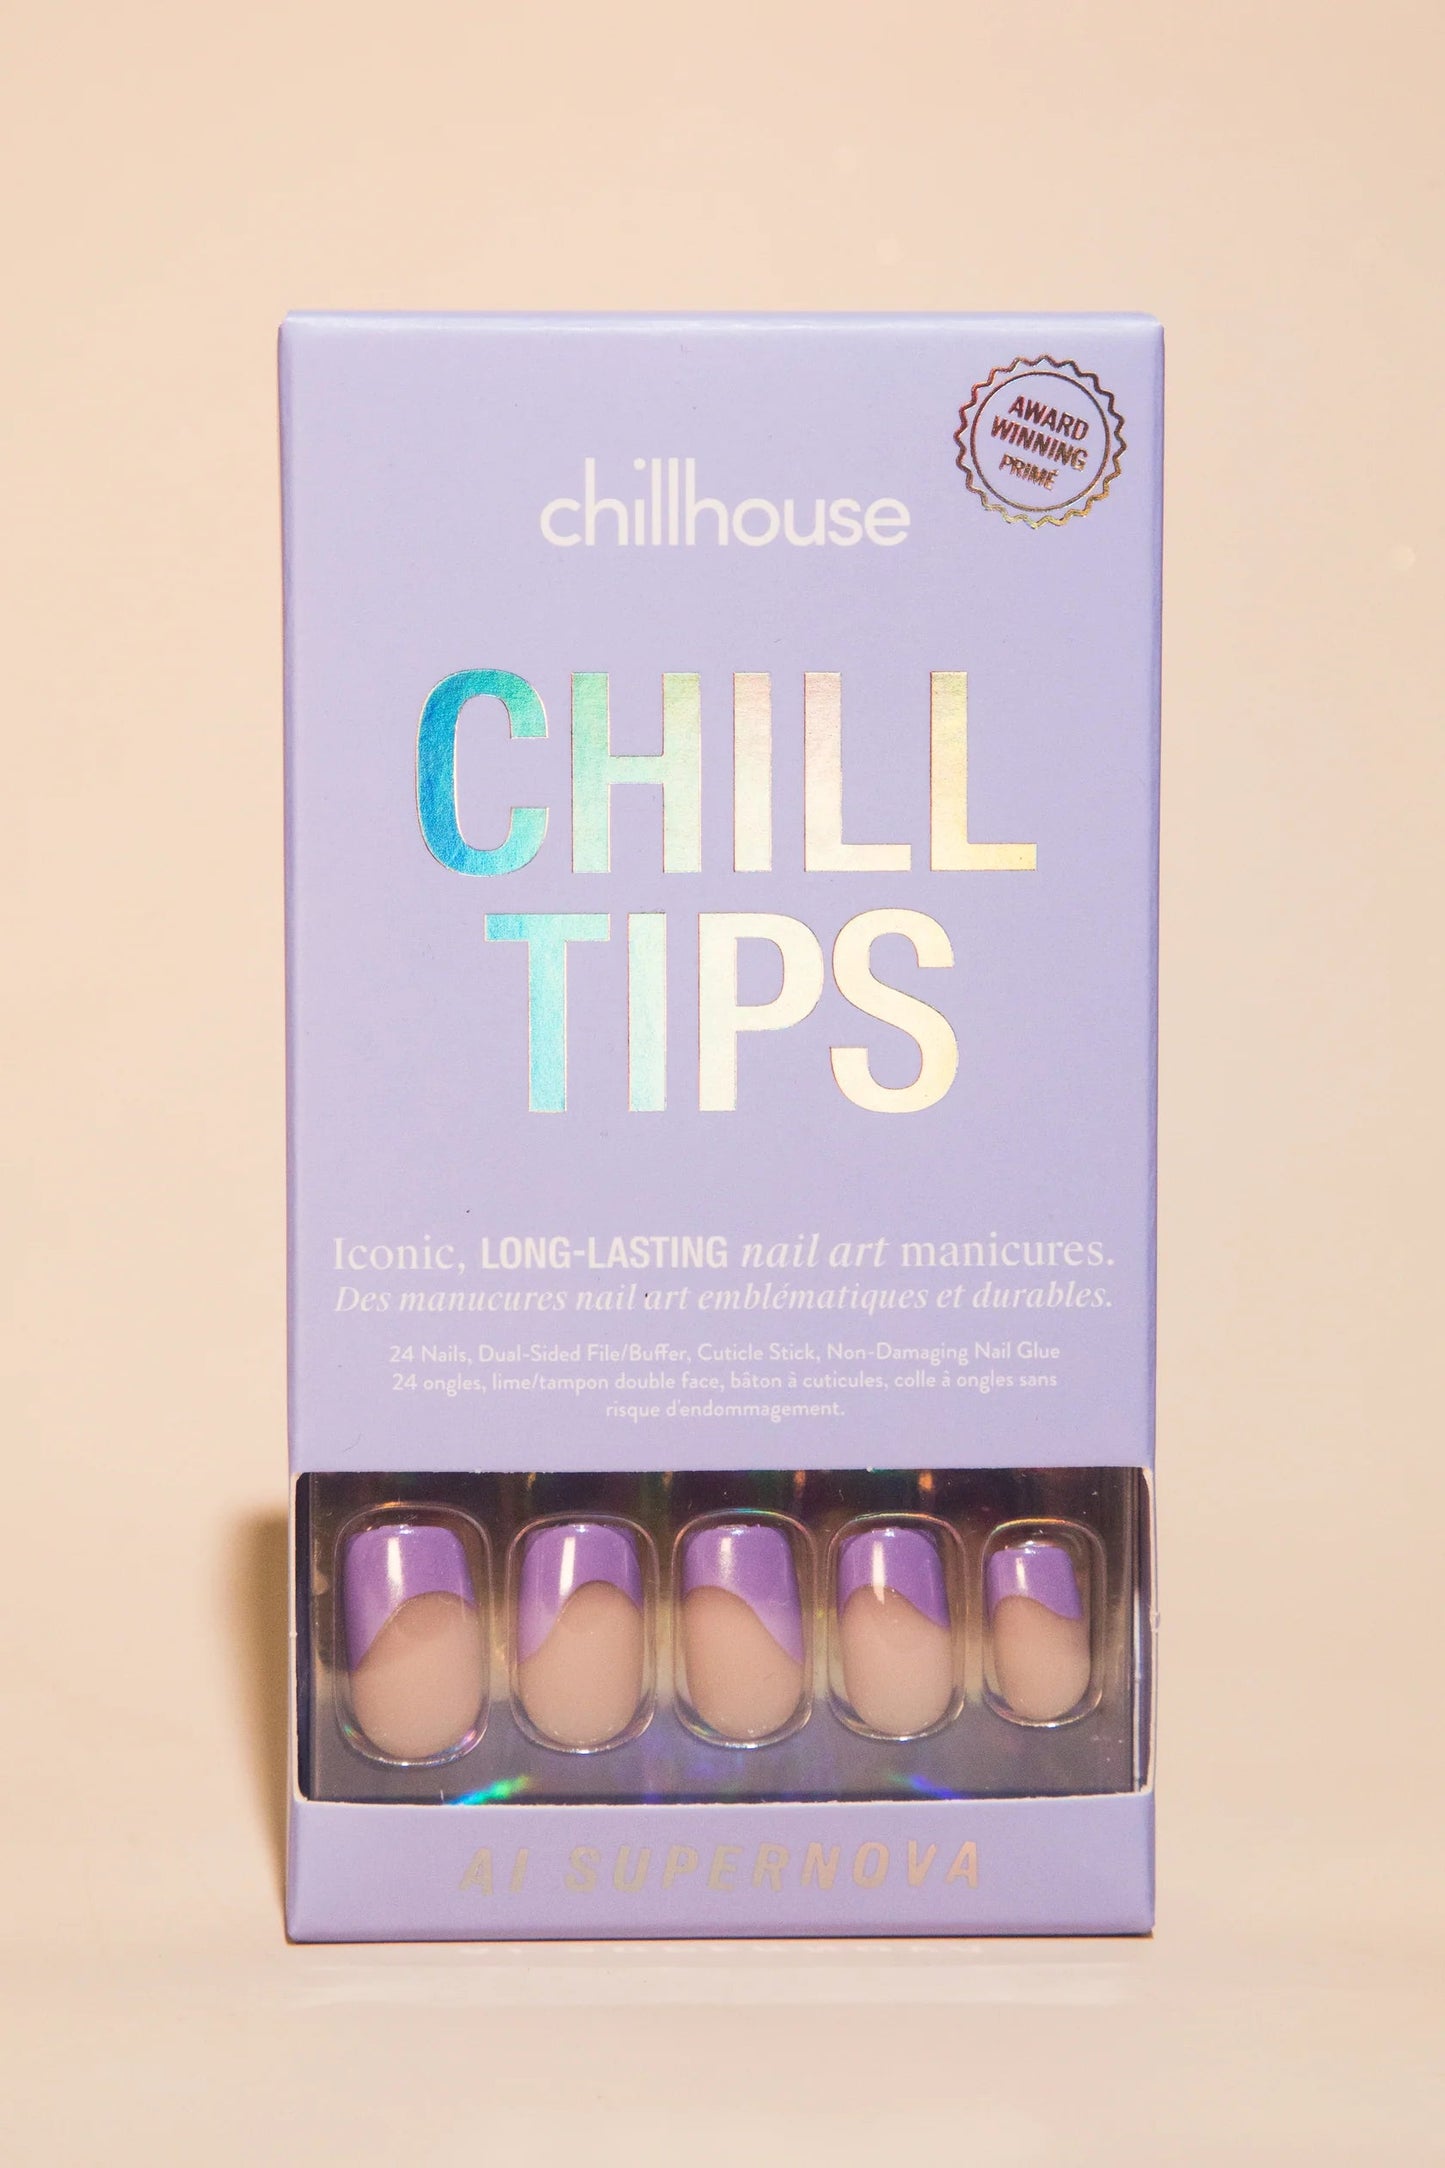 AWARD
WINNING
PRIMÉ
chillhouse
CHILL
TIPS
Iconic, LONG-LASTING nail art manicures.
Des manucures nail art emblématiques et durables.
24 Nails, Dual-Sided File/Buffer, Cuticle Stick, Non-Damaging Nail Glue
24 ongles, lime/tampon double face, bâton à cuticules, colle à ongles sans
risque d'endommagement.
AI SUPERNOVA